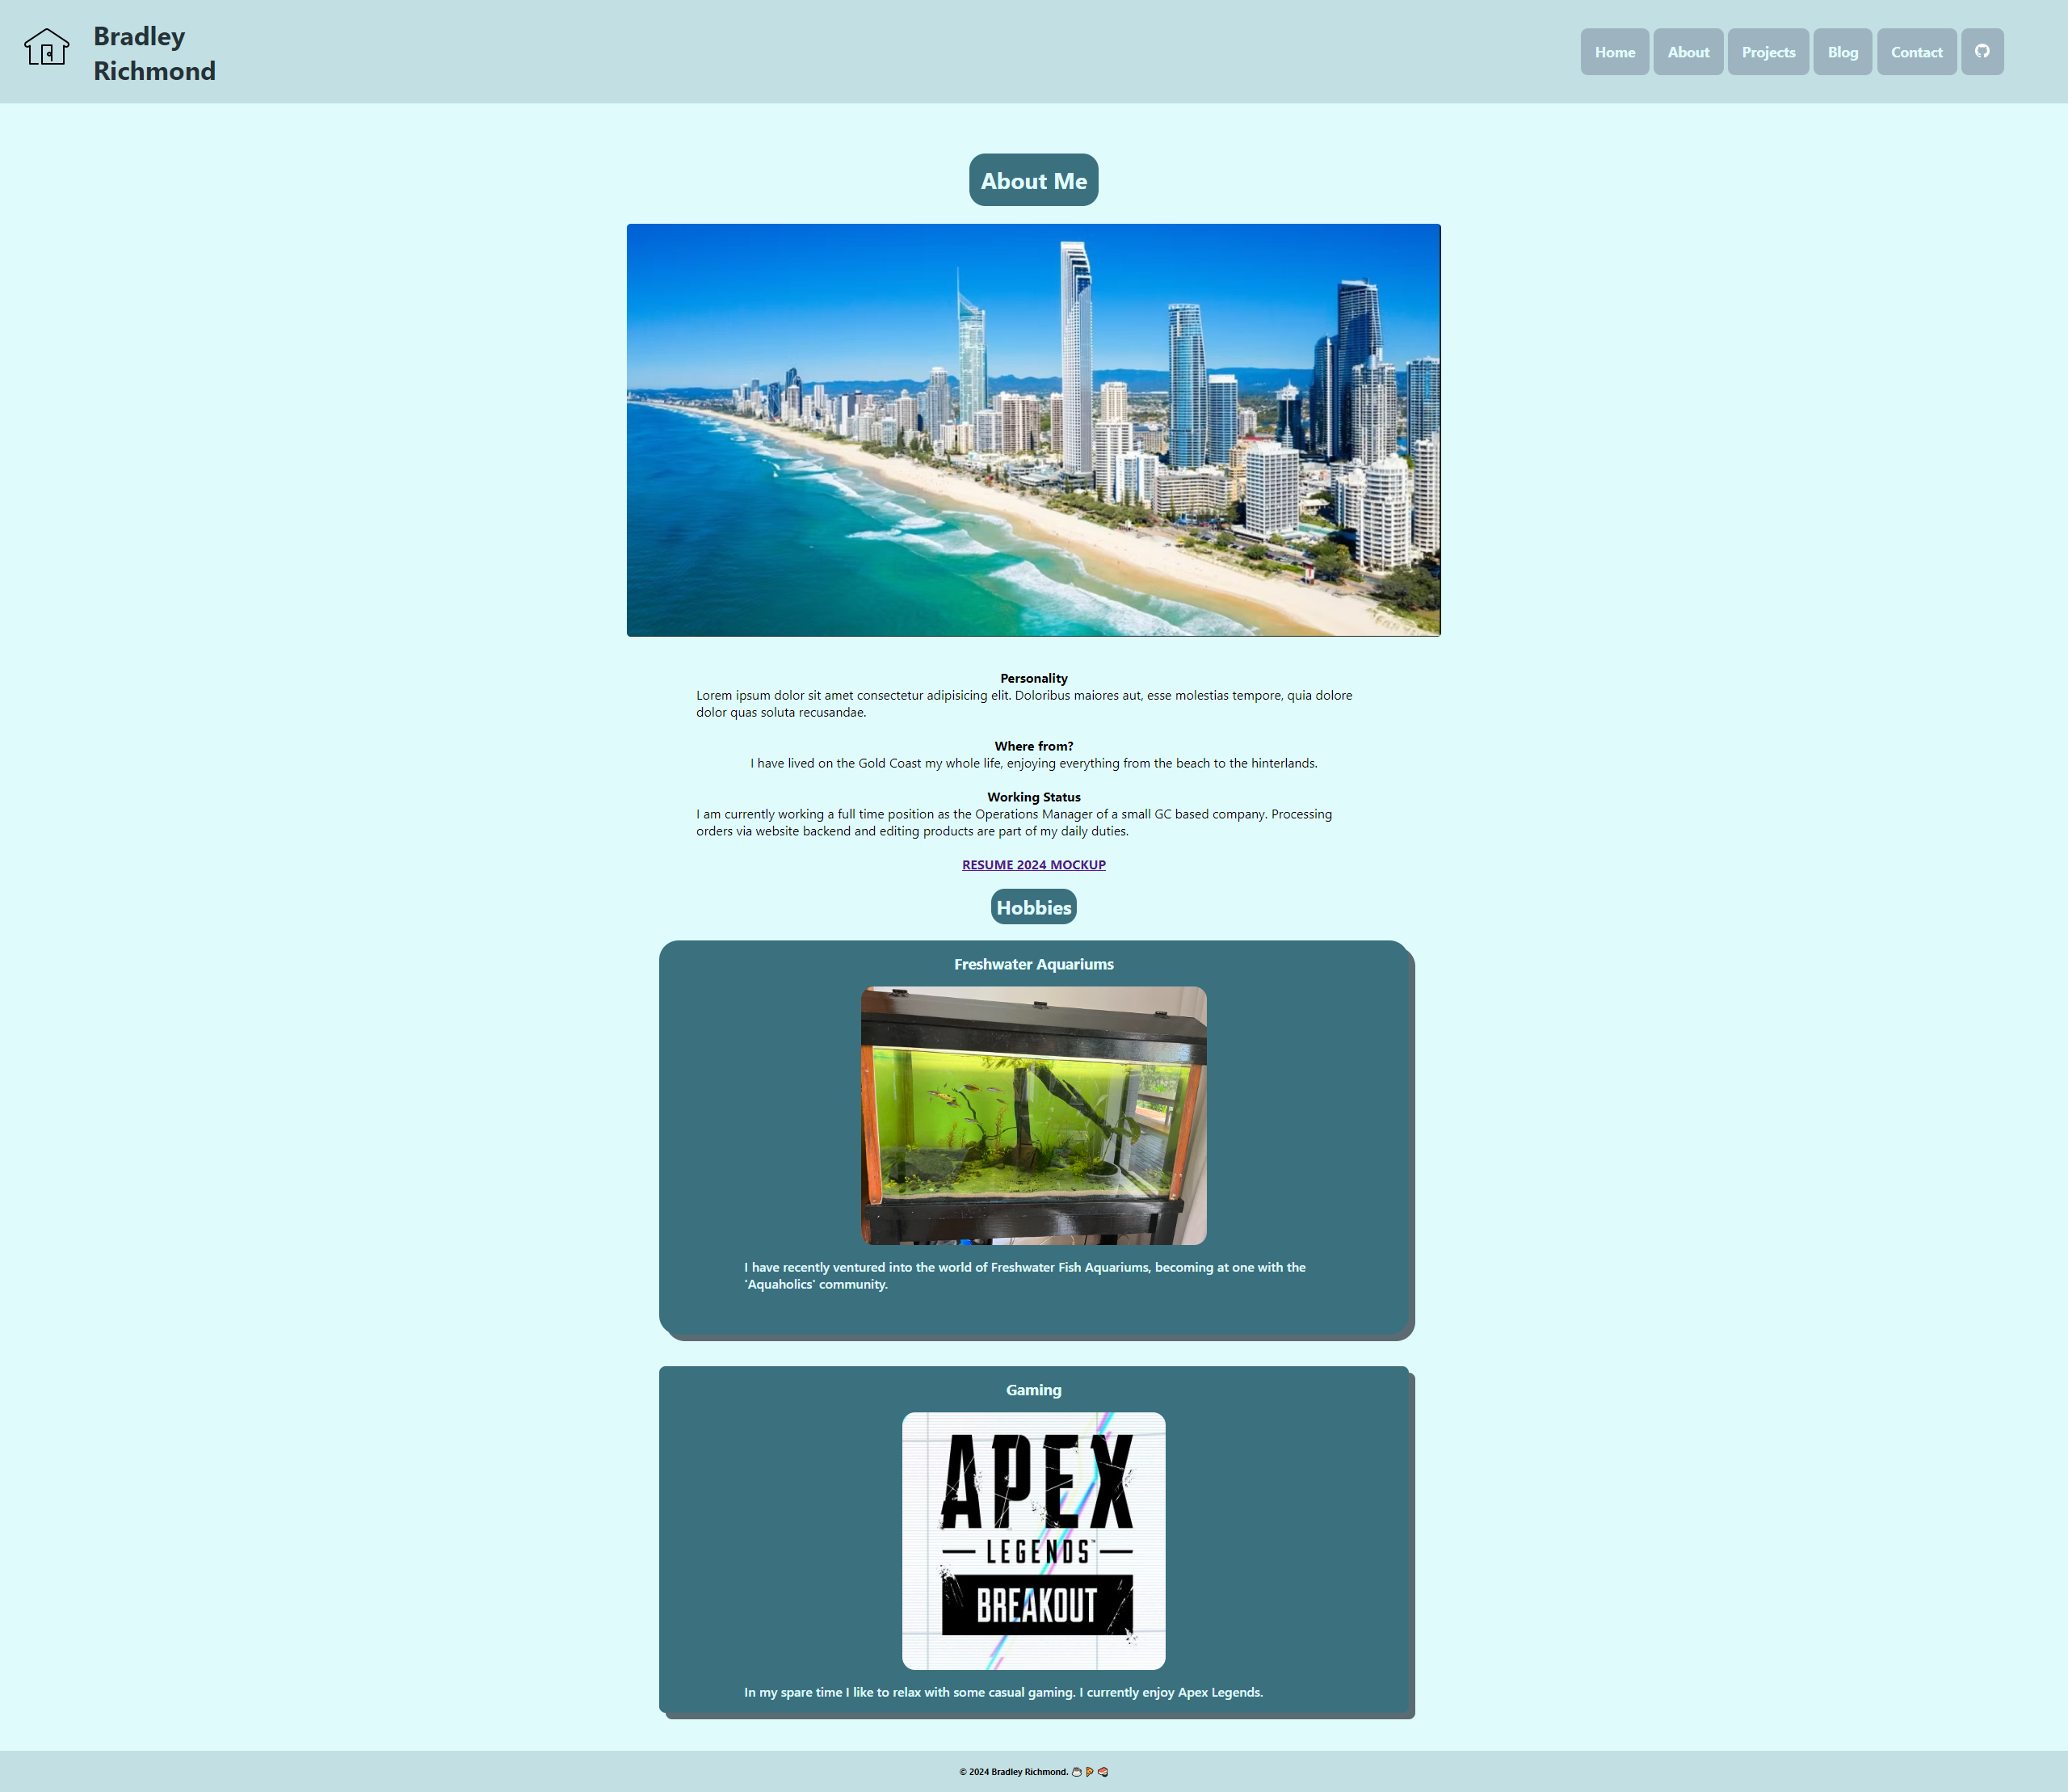 Bradley
Richmond
Home About Projects Blog Contact
About Me
Personality
Lorem ipsum dolor sit amet consectetur adipisicing elit. Doloribus maiores aut, esse molestias tempore, quia dolore
dolor quas soluta recusandae.
Where from?
I have lived on the Gold Coast my whole life, enjoying everything from the beach to the hinterlands.
Working Status
I am currently working a full time position as the Operations Manager of a small GC based company. Processing
orders via website backend and editing products are part of my daily duties.
RESUME 2024 MOCKUP
Hobbies
Freshwater Aquariums
I have recently ventured into the world of Freshwater Fish Aquariums, becoming at one with the
'Aquaholics' community.
Gaming
APEX
LEGENDS™
BREAKOUT
In my spare time I like to relax with some casual gaming. I currently enjoy Apex Legends.
© 2024 Bradley Richmond. 🍚 🍕 🥩